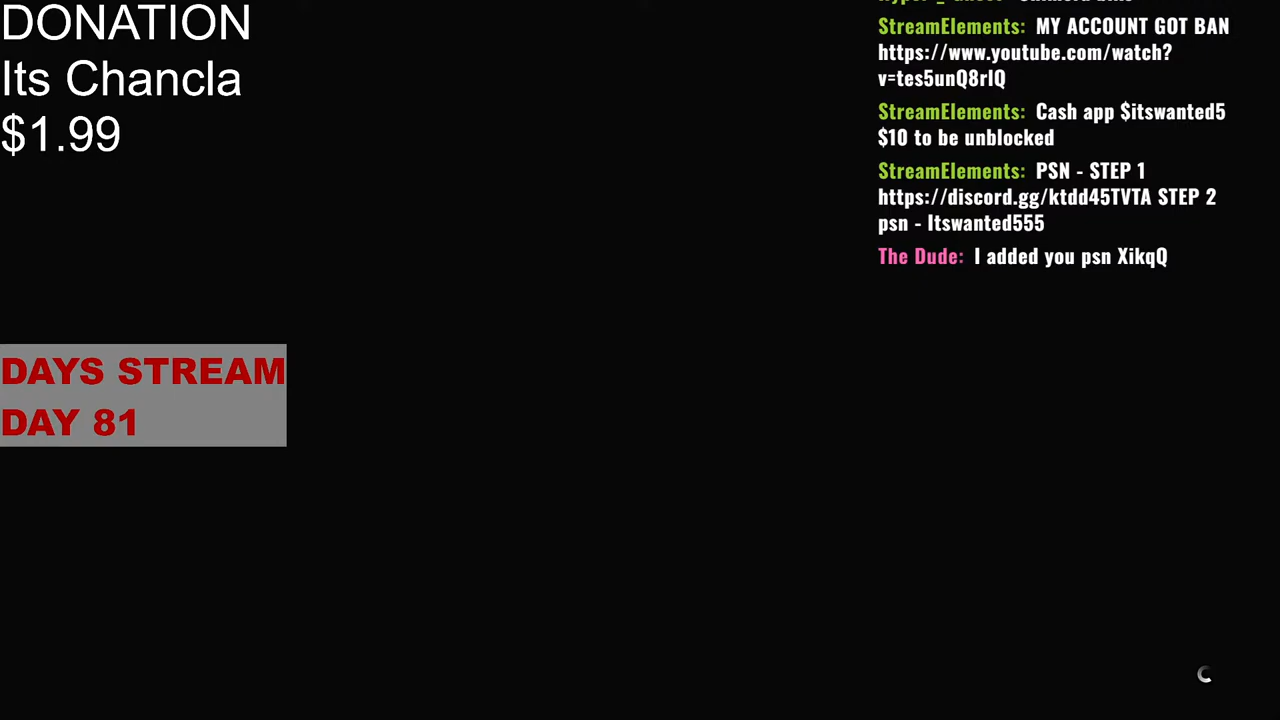 DONATION
Its Chancla
$1.99
StreamElements: MY ACCOUNT GOT BAN
https://www.youtube.com/watch?
v=tes5unQ8rlQ
StreamElements: Cash app $itswanted5
$10 to be unblocked
StreamElements: PSN - STEP 1
https://discord.gg/ktdd45TVTA STEP 2
psn - Itswanted555
The Dude: I added you psn XikqQ
DAYS STREAM
DAY 81